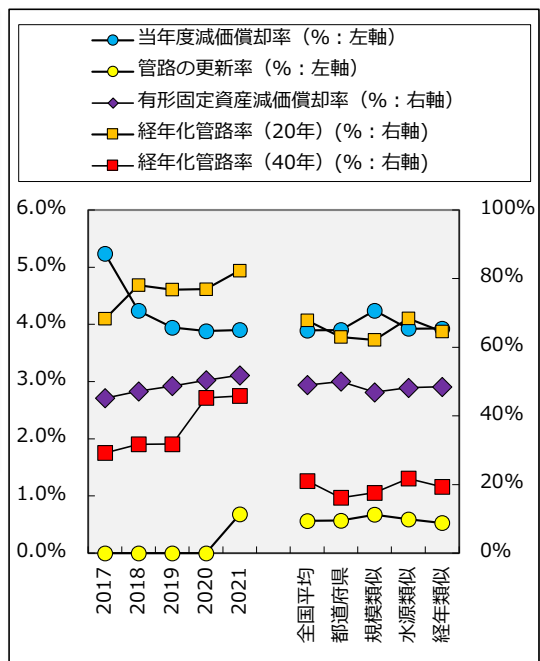 当年度減価償却率（%：左軸）
管路の更新率（%：左軸）
有形固定資産減価償却率（%：右軸）
経年化管路率（20年）(%：右軸)
経年化管路率（40年）(%：右軸)
6.0%
100%
5.0%
80%
4.0%
60%
3.0%
40%
2.0%
20%
1.0%
0.0%
0%
2017
2018
2019
2020
2021
全国平均
都道府県
規模類似
水源類似
経年類似